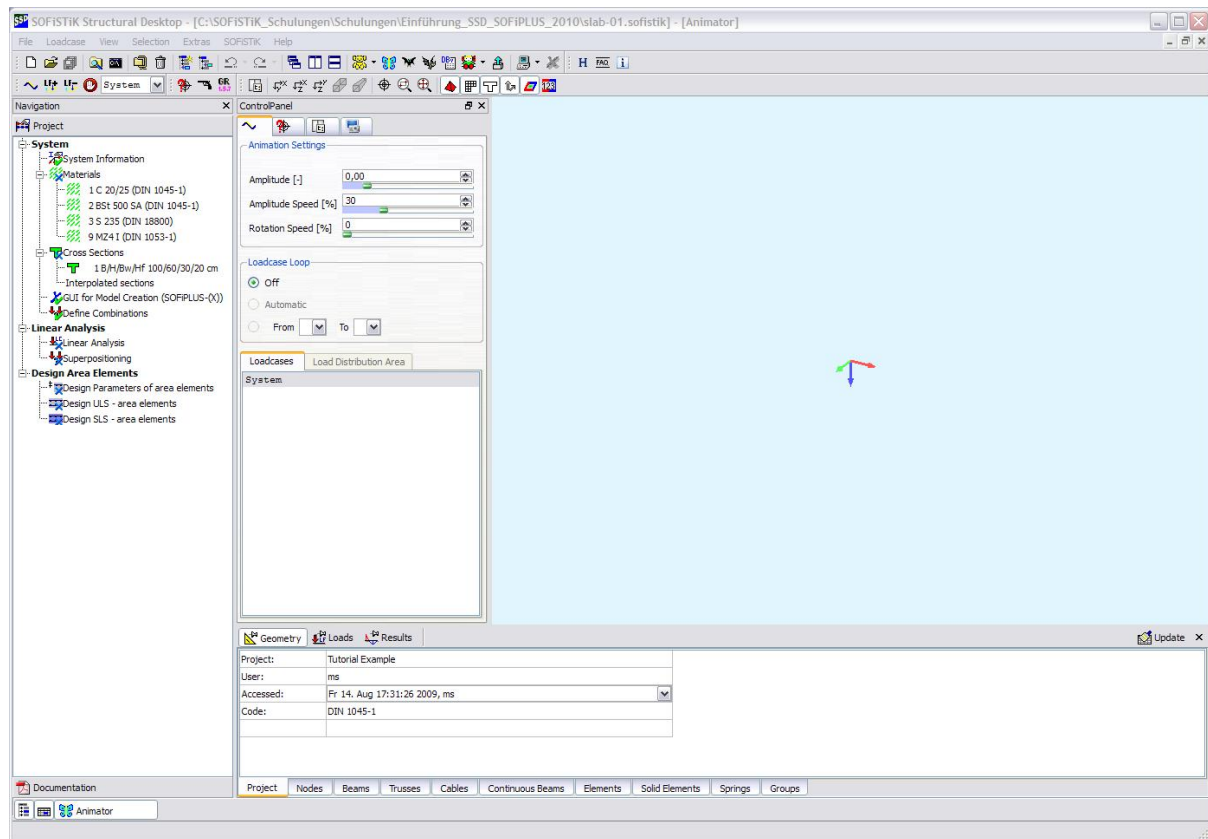 SSD SOFiSTiK Structural Desktop - [C:\SOFiSTiK_Schulungen\Schulungen\Einführung_SSD_SOFiPLUS_2010\slab-01.sofistik] - [Animator]
File Loadcase View Selection Extras SOFiSTiK Help
H FAQ i
System GR 123
Navigation ControlPanel
Project
System
System Information
Materials
1 C 20/25 (DIN 1045-1)
2 BSt 500 SA (DIN 1045-1)
3 S 235 (DIN 18800)
9 MZ4 I (DIN 1053-1)
Cross Sections
1 B/H/Bw/Hf 100/60/30/20 cm
Interpolated sections
GUI for Model Creation (SOFiPLUS-(X))
Define Combinations
Linear Analysis
Linear Analysis
Superpositioning
Design Area Elements
Design Parameters of area elements
Design ULS - area elements
Design SLS - area elements
Animation Settings
Amplitude [-] 0,00
Amplitude Speed [%] 30
Rotation Speed [%] 0
Loadcase Loop
Off
Automatic
From To
Loadcases Load Distribution Area
System
Geometry Loads Results Update
Project: Tutorial Example
User: ms
Accessed: Fr 14. Aug 17:31:26 2009, ms
Code: DIN 1045-1
Documentation
Project Nodes Beams Trusses Cables Continuous Beams Elements Solid Elements Springs Groups
Animator